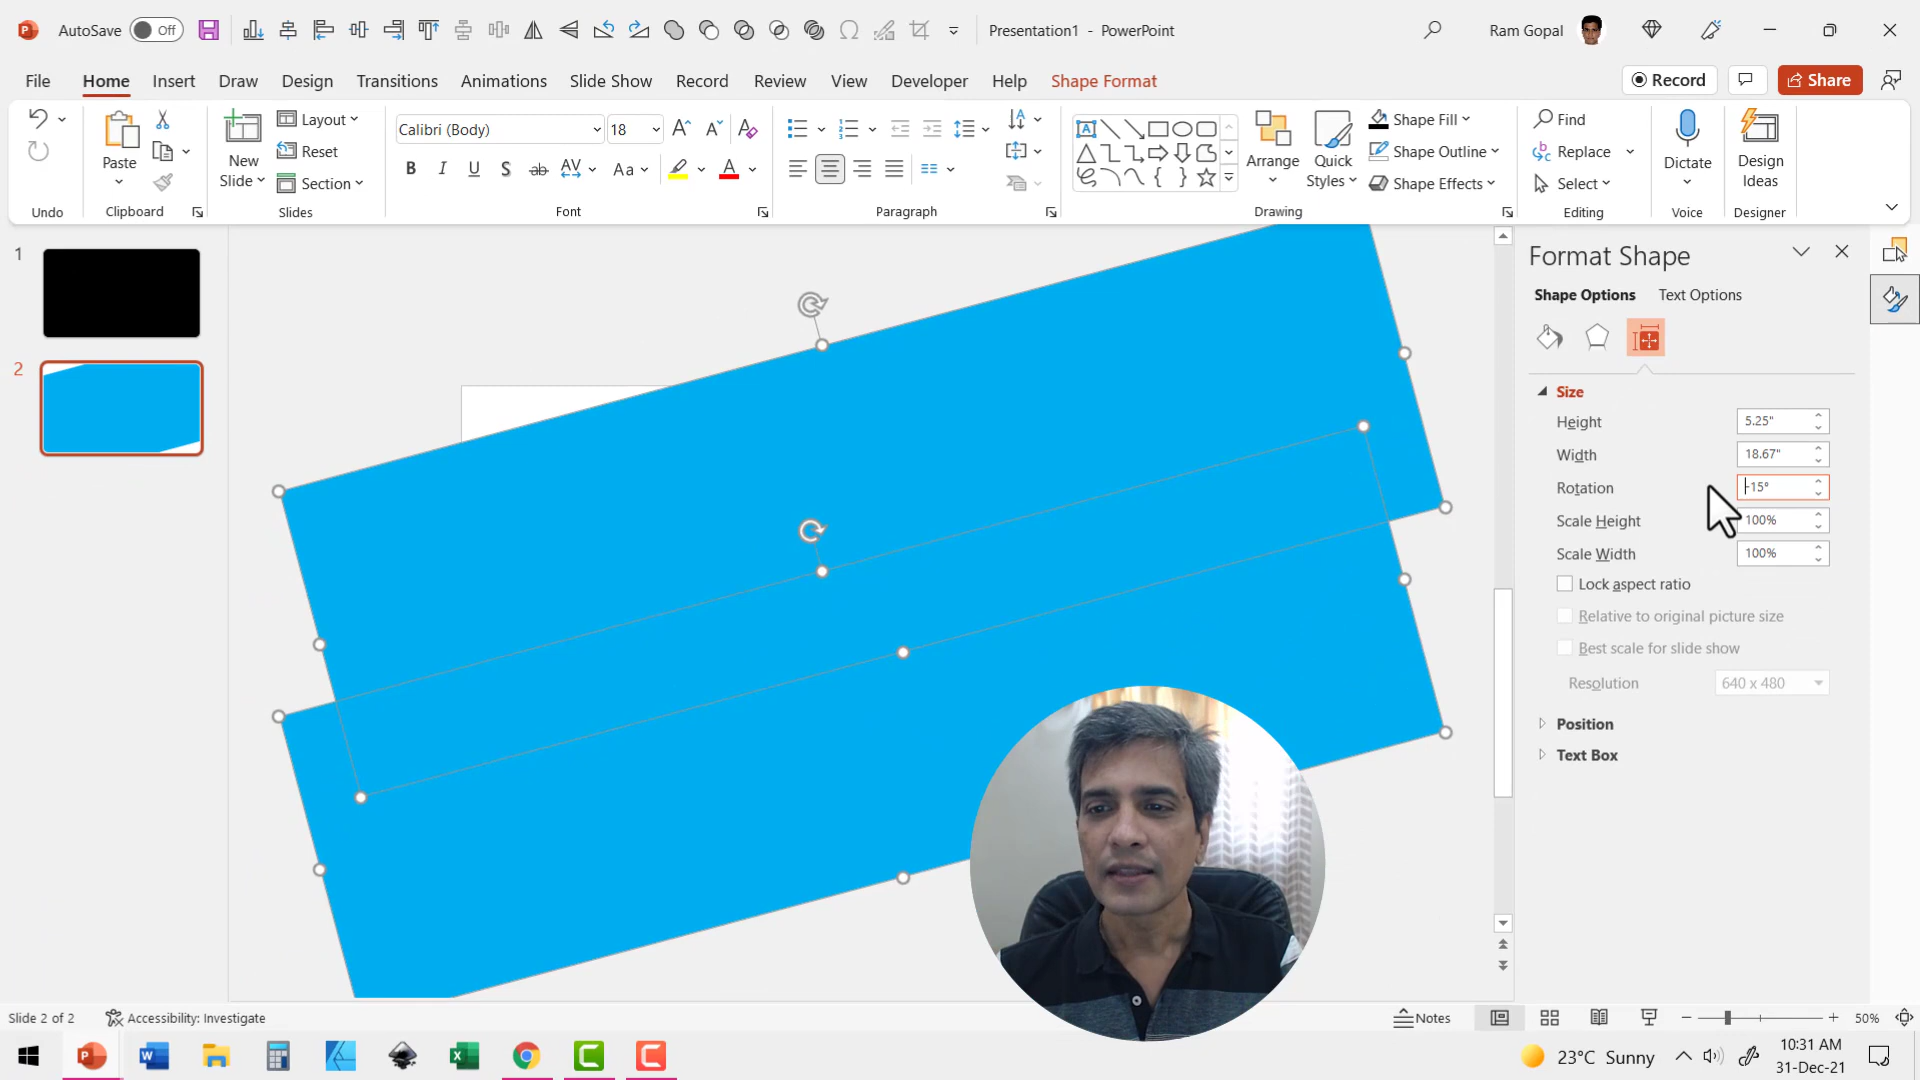 AutoSave Off Presentation1 - PowerPoint Ram Gopal
File Home Insert Draw Design Transitions Animations Slide Show Record Review View Developer Help Shape Format Record Share
Paste
New Slide
Layout
Reset
Section
Calibri (Body) 18
B I U S ab AV Aa A
Arrange
Quick Styles
Shape Fill
Shape Outline
Shape Effects
Find
Replace
Select
Dictate
Design Ideas
Undo Clipboard Slides Font Paragraph Drawing Editing Voice Designer
1
2
Format Shape
Shape Options Text Options
Size
Height 5.25"
Width 18.67"
Rotation -15°
Scale Height 100%
Scale Width 100%
Lock aspect ratio
Relative to original picture size
Best scale for slide show
Resolution 640 x 480
Position
Text Box
Slide 2 of 2 Accessibility: Investigate Notes 50%
23°C Sunny 10:31 AM
31-Dec-21